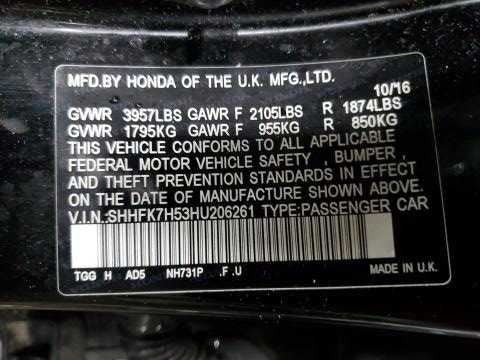 MFD.BY HONDA OF THE U.K. MFG.,LTD.
10/16
GVWR 3957LBS GAWR F 2105LBS R 1874LBS
GVWR 1795KG GAWR F 955KG R 850KG
THIS VEHICLE CONFORMS TO ALL APPLICABLE
FEDERAL MOTOR VEHICLE SAFETY , BUMPER,
AND THEFT PREVENTION STANDARDS IN EFFECT
ON THE DATE OF MANUFACTURE SHOWN ABOVE.
V.I.N:SHHFK7H53HU206261 TYPE:PASSENGER CAR
TGG H AD5 NH731P .F .U MADE IN U.K.